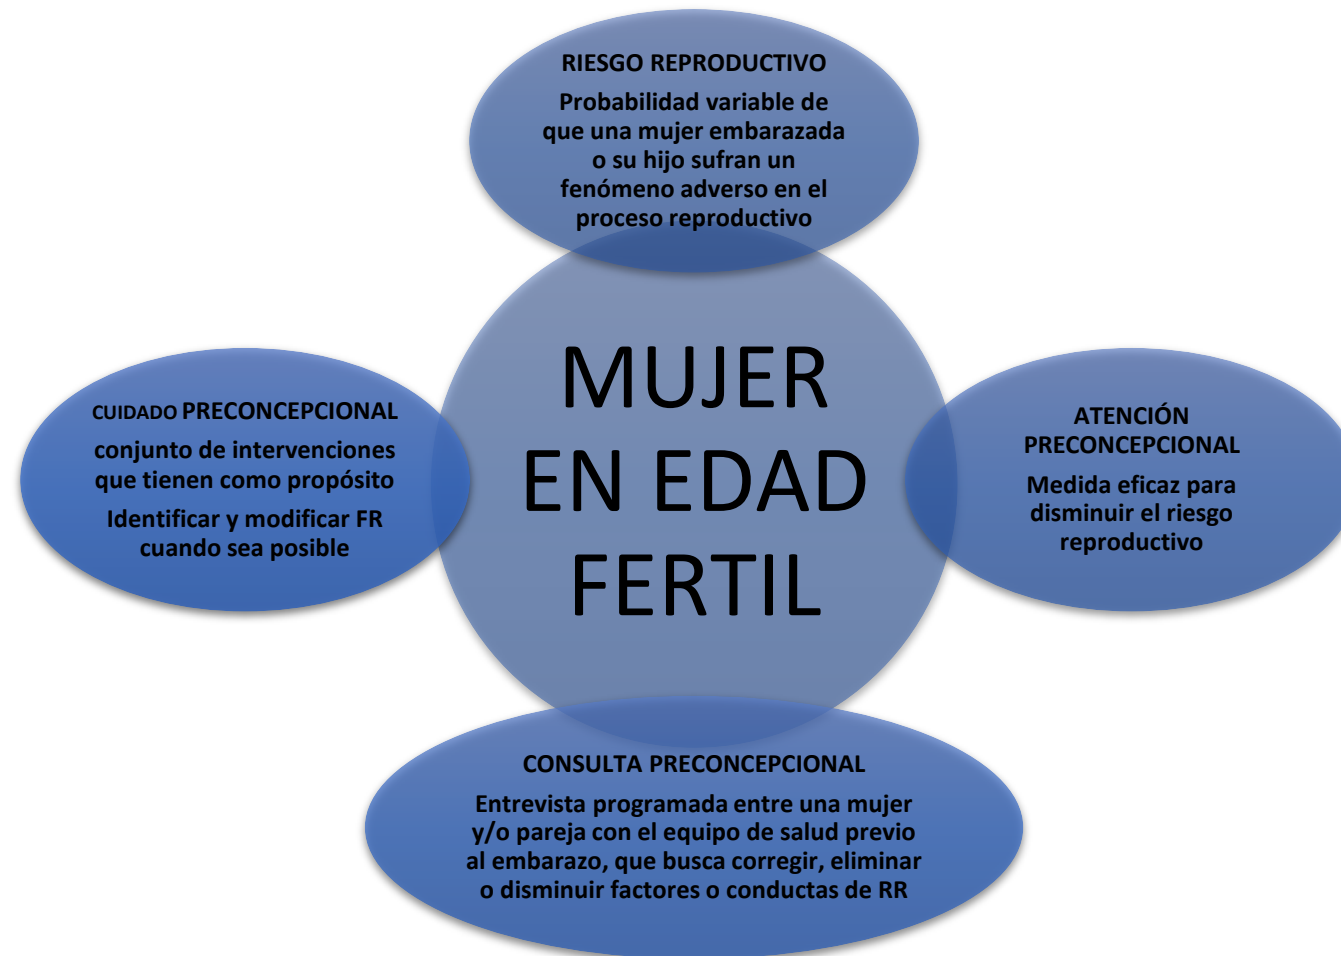 RIESGO REPRODUCTIVO
Probabilidad variable de
que una mujer embarazada
o su hijo sufran un
fenómeno adverso en el
proceso reproductivo
MUJER
EN EDAD
FERTIL
CUIDADO PRECONCEPCIONAL
conjunto de intervenciones
que tienen como propósito
Identificar y modificar FR
cuando sea posible
ATENCIÓN
PRECONCEPCIONAL
Medida eficaz para
disminuir el riesgo
reproductivo
CONSULTA PRECONCEPCIONAL
Entrevista programada entre una mujer
y/o pareja con el equipo de salud previo
al embarazo, que busca corregir, eliminar
o disminuir factores o conductas de RR